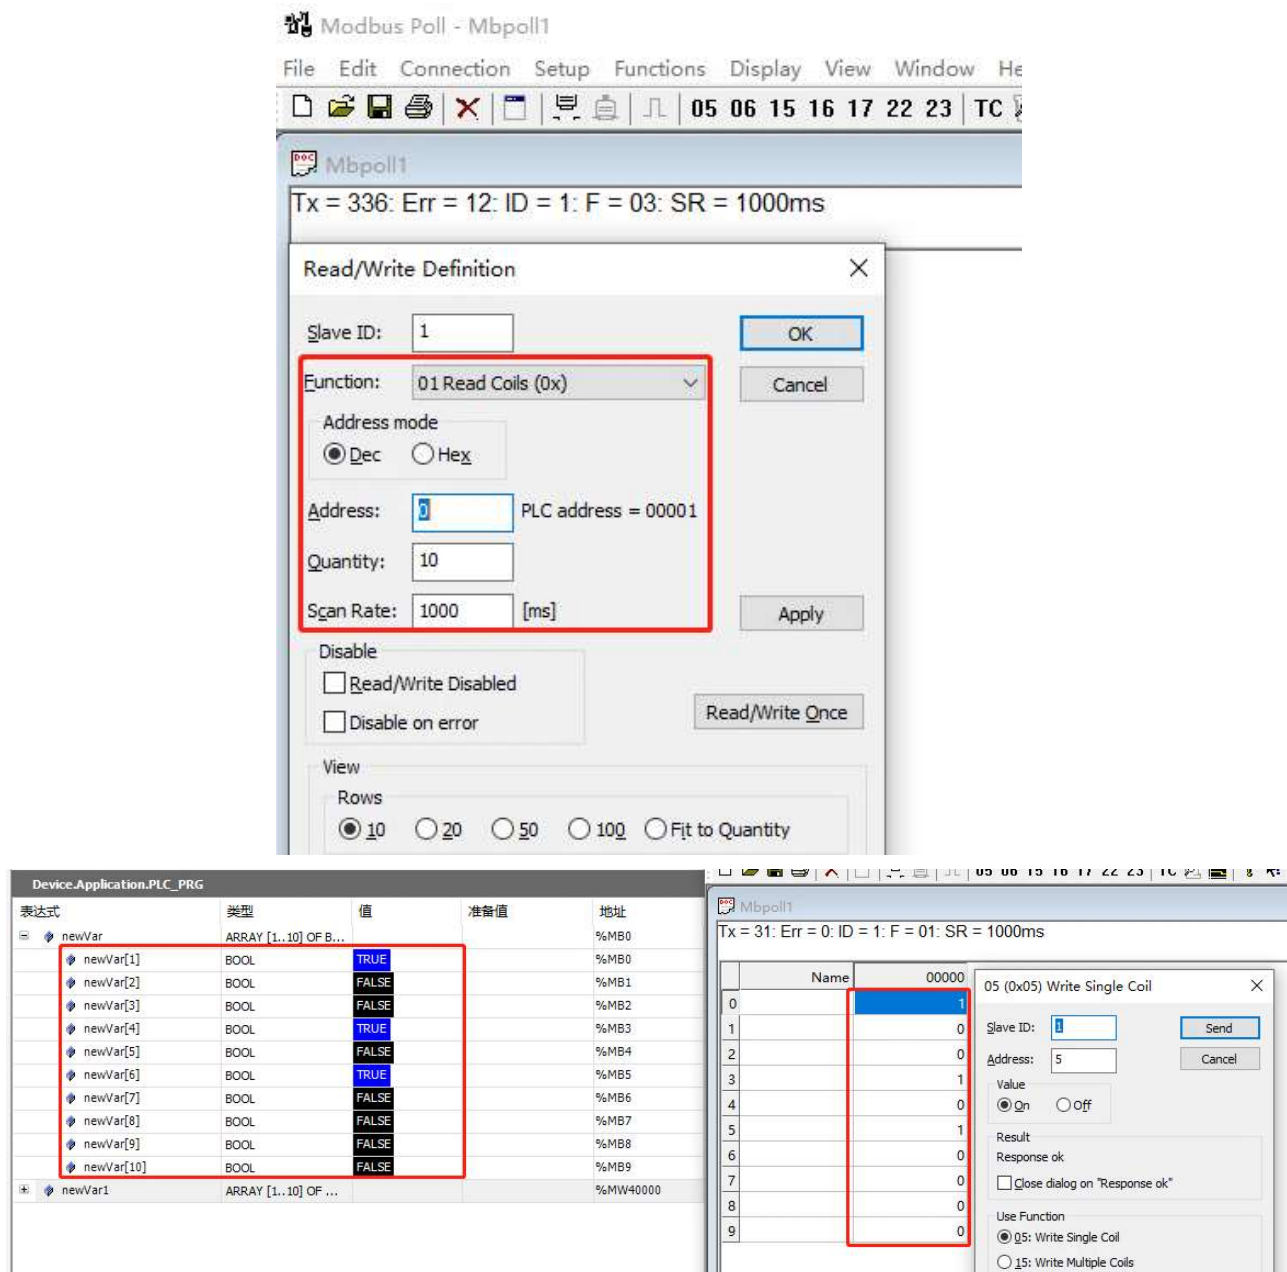 Modbus Poll - Mbpoll1
File Edit Connection Setup Functions Display View Window He
05 06 15 16 17 22 23 TC
Mbpoll1
Tx = 336: Err = 12: ID = 1: F = 03: SR = 1000ms
Read/Write Definition
Slave ID: 1
OK
Function: 01 Read Coils (0x)
Cancel
Address mode
Dec Hex
Address: 0 PLC address = 00001
Quantity: 10
Scan Rate: 1000 [ms]
Apply
Disable
Read/Write Disabled
Disable on error
Read/Write Once
View
Rows
10 20 50 100 Fit to Quantity
Device.Application.PLC_PRG
表达式 类型 值 准备值 地址
newVar ARRAY [1..10] OF B... %MB0
newVar[1] BOOL TRUE %MB0
newVar[2] BOOL FALSE %MB1
newVar[3] BOOL FALSE %MB2
newVar[4] BOOL TRUE %MB3
newVar[5] BOOL FALSE %MB4
newVar[6] BOOL TRUE %MB5
newVar[7] BOOL FALSE %MB6
newVar[8] BOOL FALSE %MB7
newVar[9] BOOL FALSE %MB8
newVar[10] BOOL FALSE %MB9
newVar1 ARRAY [1..10] OF ... %MW40000
05 06 15 16 17 22 23 TC
Mbpoll1
Tx = 31: Err = 0: ID = 1: F = 01: SR = 1000ms
Name 00000
0 1
1 0
2 0
3 1
4 0
5 1
6 0
7 0
8 0
9 0
05 (0x05) Write Single Coil
Slave ID: 1
Send
Address: 5
Cancel
Value
On Off
Result
Response ok
Close dialog on "Response ok"
Use Function
05: Write Single Coil
15: Write Multiple Coils